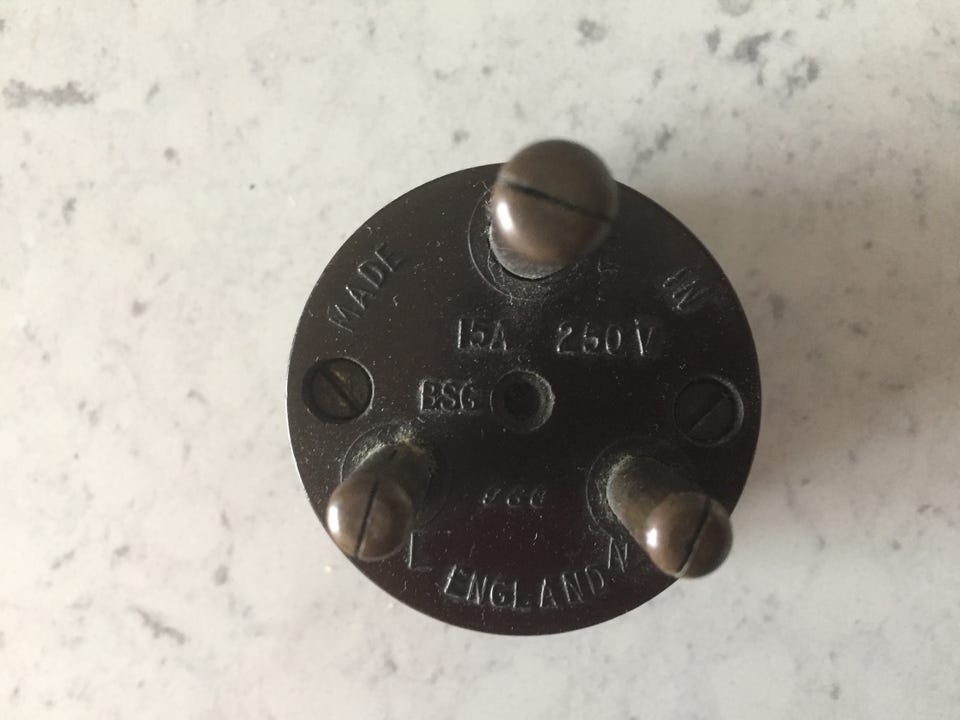 MADE IN
15A 250V
BSG
L N
ENGLAND